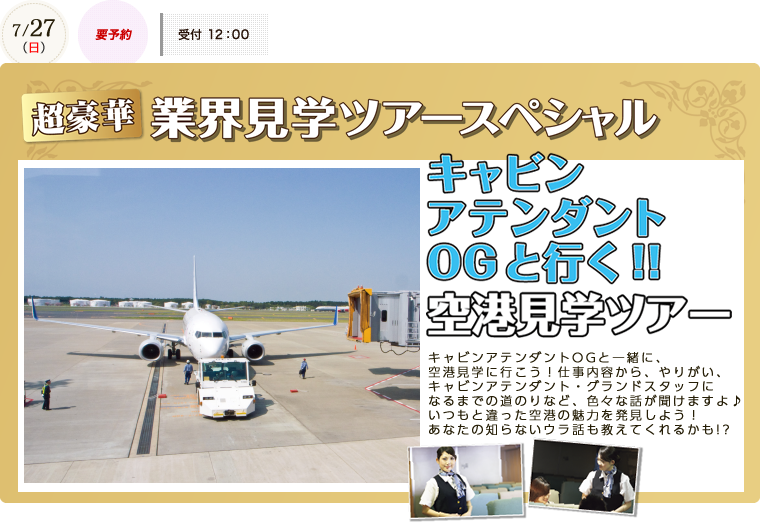 7/27
（日）
要予約
受付 12：00
超豪華 業界見学ツアースペシャル
キャビン
アテンダント
OGと行く!!
空港見学ツアー
キャビンアテンダントOGと一緒に、
空港見学に行こう！仕事内容から、やりがい、
キャビンアテンダント・グランドスタッフに
なるまでの道のりなど、色々な話が聞けますよ♪
いつもと違った空港の魅力を発見しよう！
あなたの知らないウラ話も教えてくれるかも!?